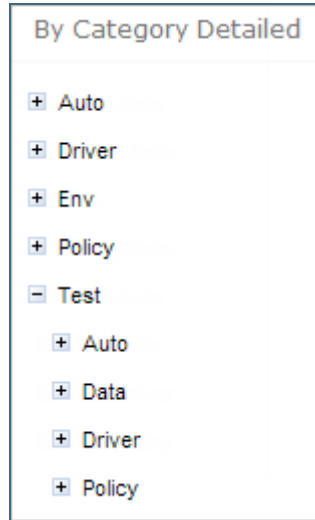 By Category Detailed
Auto
Driver
Env
Policy
Test
Auto
Data
Driver
Policy